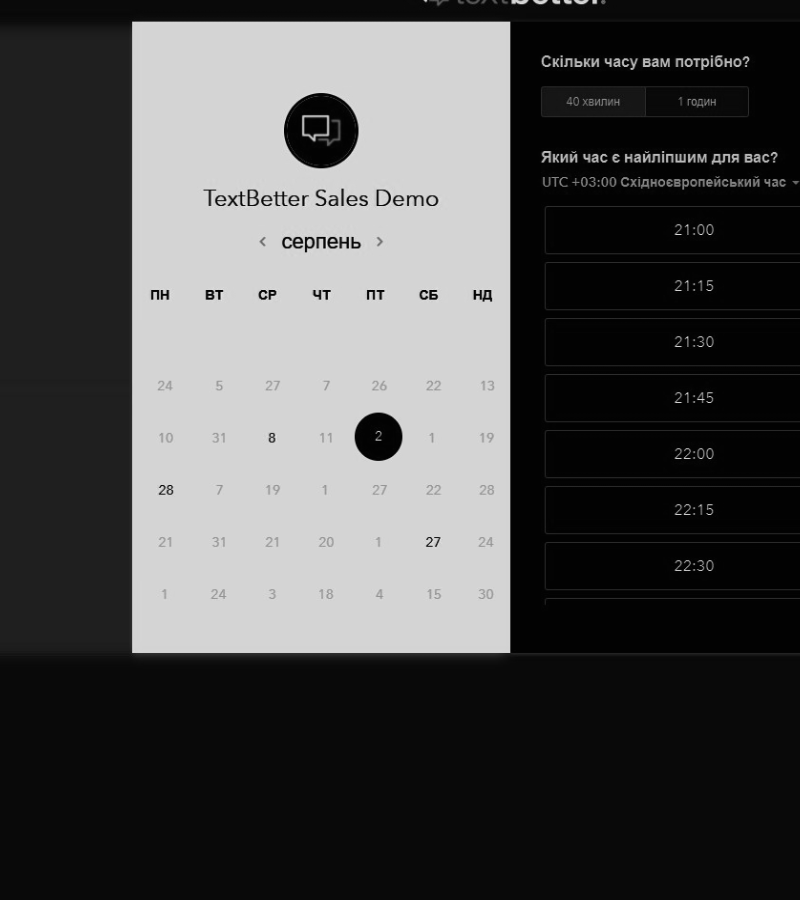 textbetter.
TextBetter Sales Demo
< серпень >
ПН ВТ СР ЧТ ПТ СБ НД
24 5 27 7 26 22 13
10 31 8 11 2 1 19
28 7 19 1 27 22 28
21 31 21 20 1 27 24
1 24 3 18 4 15 30
Скільки часу вам потрібно?
40 хвилин 1 годин
Який час є найліпшим для вас?
UTC +03:00 Східноєвропейський час
21:00
21:15
21:30
21:45
22:00
22:15
22:30